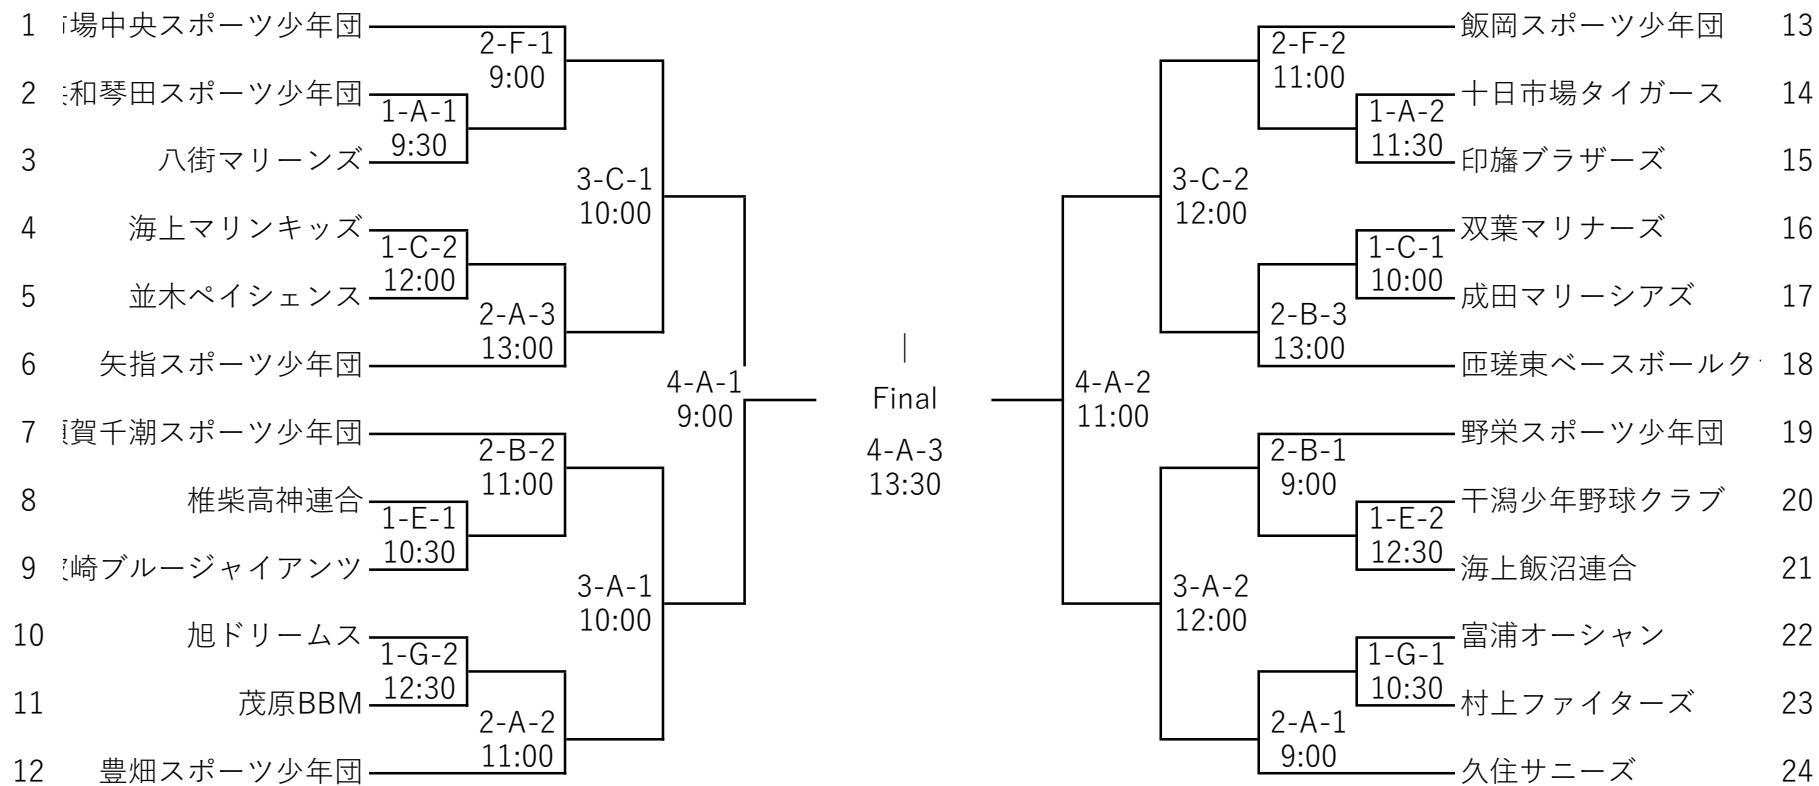 1 市場中央スポーツ少年団
2-F-1
9:00
2 共和琴田スポーツ少年団
1-A-1
9:30
3 八街マリーンズ
3-C-1
10:00
4 海上マリンキッズ
1-C-2
12:00
5 並木ペイシェンス
2-A-3
13:00
6 矢指スポーツ少年団
4-A-1
9:00
7 賀千潮スポーツ少年団
2-B-2
11:00
8 椎柴高神連合
1-E-1
10:30
9 崎ブルージャイアンツ
3-A-1
10:00
10 旭ドリームス
1-G-2
12:30
11 茂原BBM
2-A-2
11:00
12 豊畑スポーツ少年団
|
Final
4-A-3
13:30
飯岡スポーツ少年団 13
2-F-2
11:00
十日市場タイガース 14
1-A-2
11:30
印旛ブラザーズ 15
3-C-2
12:00
双葉マリナーズ 16
1-C-1
10:00
成田マリーシアズ 17
2-B-3
13:00
匝瑳東ベースボールク 18
4-A-2
11:00
野栄スポーツ少年団 19
2-B-1
9:00
干潟少年野球クラブ 20
1-E-2
12:30
海上飯沼連合 21
3-A-2
12:00
富浦オーシャン 22
1-G-1
10:30
村上ファイターズ 23
2-A-1
9:00
久住サニーズ 24